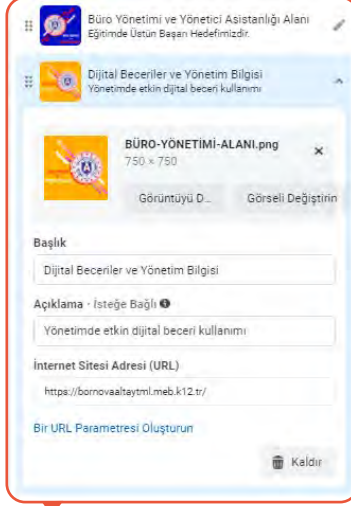 Büro Yönetimi ve Yönetici Asistanlığı Alanı
Eğitimde Üstün Başarı Hedefimizdir.
Dijital Beceriler ve Yönetim Bilgisi
Yönetimde etkin dijital beceri kullanımı
BÜRO-YÖNETİMİ-ALANI.png
750 × 750
Görüntüyü D... Görseli Değiştirin
Başlık
Dijital Beceriler ve Yönetim Bilgisi
Açıklama · İsteğe Bağlı
Yönetimde etkin dijital beceri kullanımı
İnternet Sitesi Adresi (URL)
https://bornovaaltaytml.meb.k12.tr/
Bir URL Parametresi Oluşturun
Kaldır